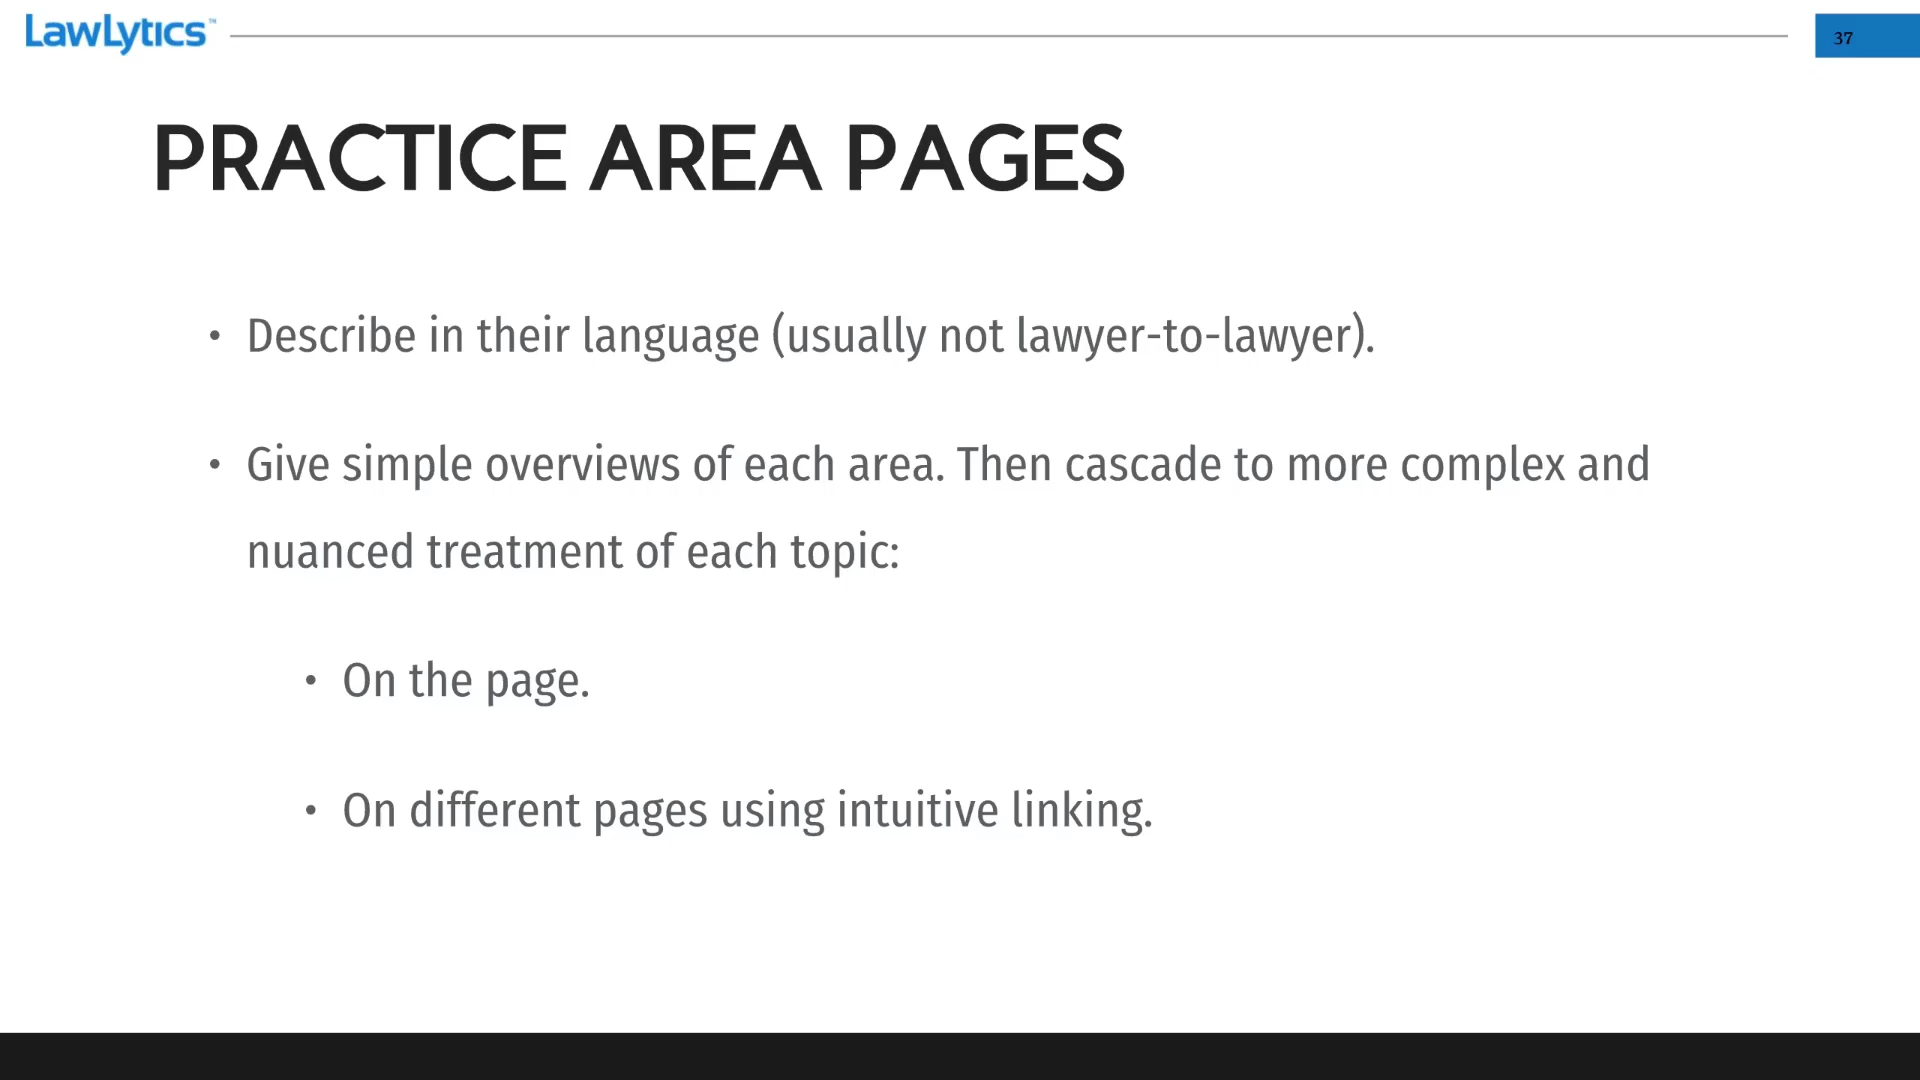 LawLytics™
37
PRACTICE AREA PAGES
• Describe in their language (usually not lawyer-to-lawyer).
• Give simple overviews of each area. Then cascade to more complex and
nuanced treatment of each topic:
• On the page.
• On different pages using intuitive linking.